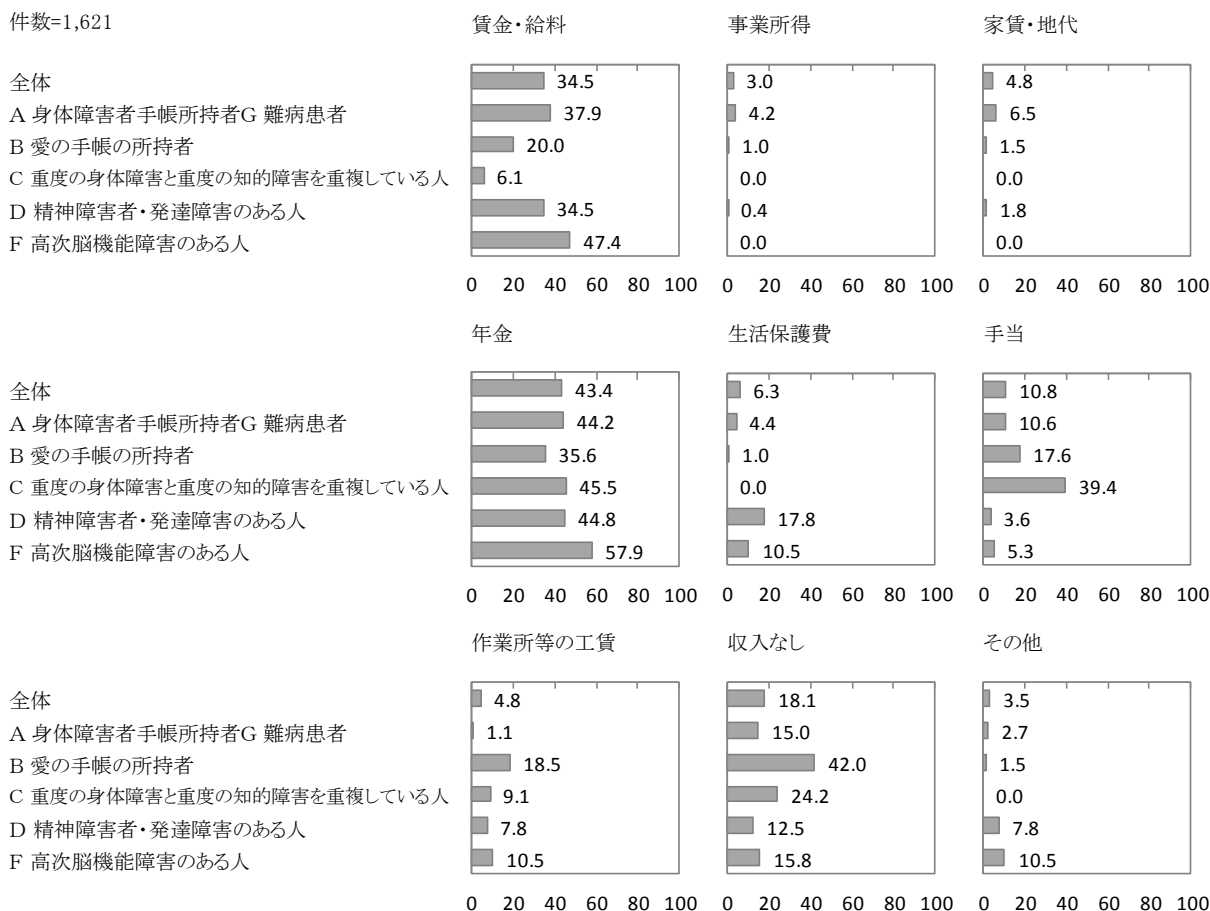 件数=1,621
賃金・給料 事業所得 家賃・地代
全体 34.5 3.0 4.8
A 身体障害者手帳所持者G 難病患者 37.9 4.2 6.5
B 愛の手帳の所持者 20.0 1.0 1.5
C 重度の身体障害と重度の知的障害を重複している人 6.1 0.0 0.0
D 精神障害者・発達障害のある人 34.5 0.4 1.8
F 高次脳機能障害のある人 47.4 0.0 0.0
0 20 40 60 80 100 0 20 40 60 80 100 0 20 40 60 80 100
年金 生活保護費 手当
全体 43.4 6.3 10.8
A 身体障害者手帳所持者G 難病患者 44.2 4.4 10.6
B 愛の手帳の所持者 35.6 1.0 17.6
C 重度の身体障害と重度の知的障害を重複している人 45.5 0.0 39.4
D 精神障害者・発達障害のある人 44.8 17.8 3.6
F 高次脳機能障害のある人 57.9 10.5 5.3
0 20 40 60 80 100 0 20 40 60 80 100 0 20 40 60 80 100
作業所等の工賃 収入なし その他
全体 4.8 18.1 3.5
A 身体障害者手帳所持者G 難病患者 1.1 15.0 2.7
B 愛の手帳の所持者 18.5 42.0 1.5
C 重度の身体障害と重度の知的障害を重複している人 9.1 24.2 0.0
D 精神障害者・発達障害のある人 7.8 12.5 7.8
F 高次脳機能障害のある人 10.5 15.8 10.5
0 20 40 60 80 100 0 20 40 60 80 100 0 20 40 60 80 100